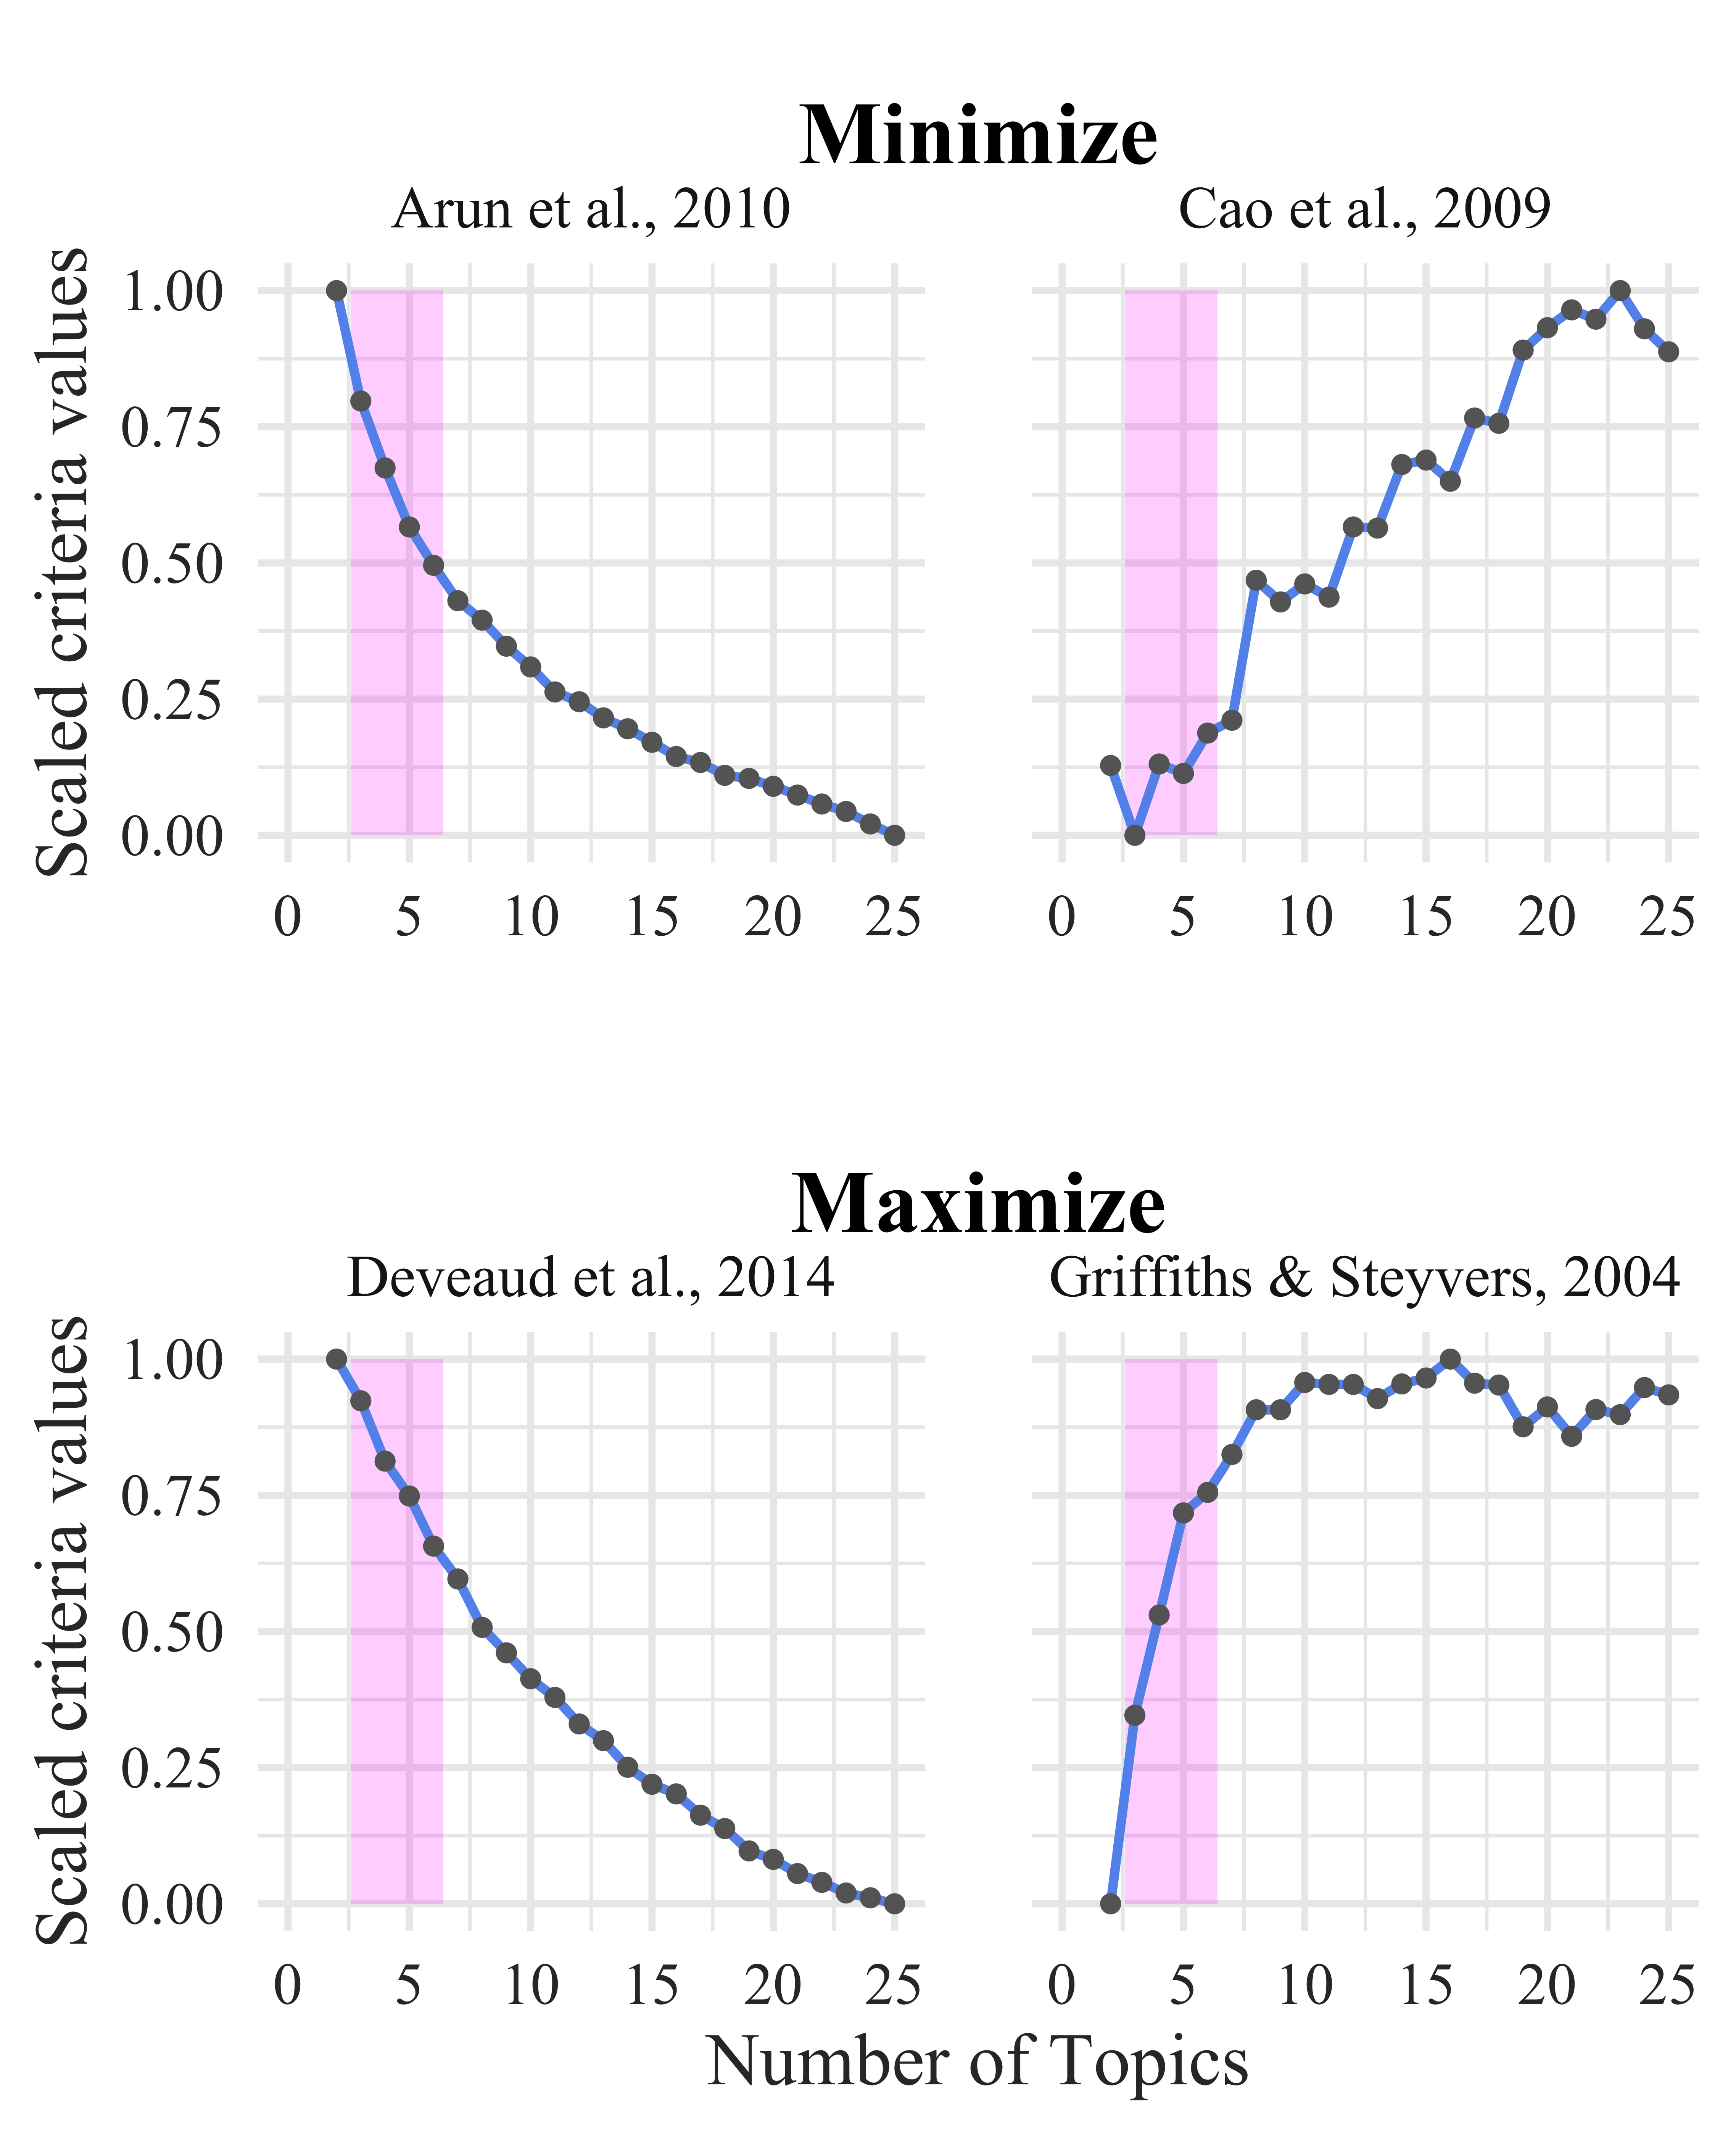 Minimize
Arun et al., 2010
Cao et al., 2009
Scaled criteria values
1.00
0.75
0.50
0.25
0.00
0 5 10 15 20 25
0 5 10 15 20 25
Maximize
Deveaud et al., 2014
Griffiths & Steyvers, 2004
Scaled criteria values
1.00
0.75
0.50
0.25
0.00
0 5 10 15 20 25
0 5 10 15 20 25
Number of Topics